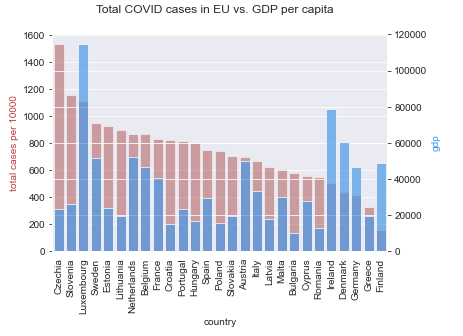 Total COVID cases in EU vs. GDP per capita
1600
1400
1200
1000
800
600
400
200
0
total cases per 10000
120000
100000
80000
60000
40000
20000
0
gdp
Czechia
Slovenia
Luxembourg
Sweden
Estonia
Lithuania
Netherlands
Belgium
France
Croatia
Portugal
Hungary
Spain
Poland
Slovakia
Austria
Italy
Latvia
Malta
Bulgaria
Cyprus
Romania
Ireland
Denmark
Germany
Greece
Finland
country